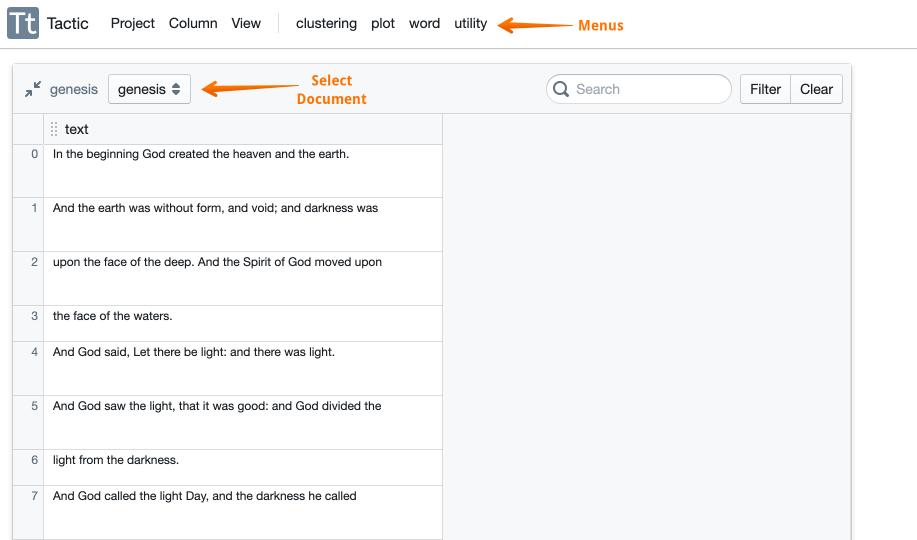 Tt Tactic Project Column View clustering plot word utility Menus
genesis genesis Select Document Search Filter Clear
text
0 In the beginning God created the heaven and the earth.
1 And the earth was without form, and void; and darkness was
2 upon the face of the deep. And the Spirit of God moved upon
3 the face of the waters.
4 And God said, Let there be light: and there was light.
5 And God saw the light, that it was good: and God divided the
6 light from the darkness.
7 And God called the light Day, and the darkness he called